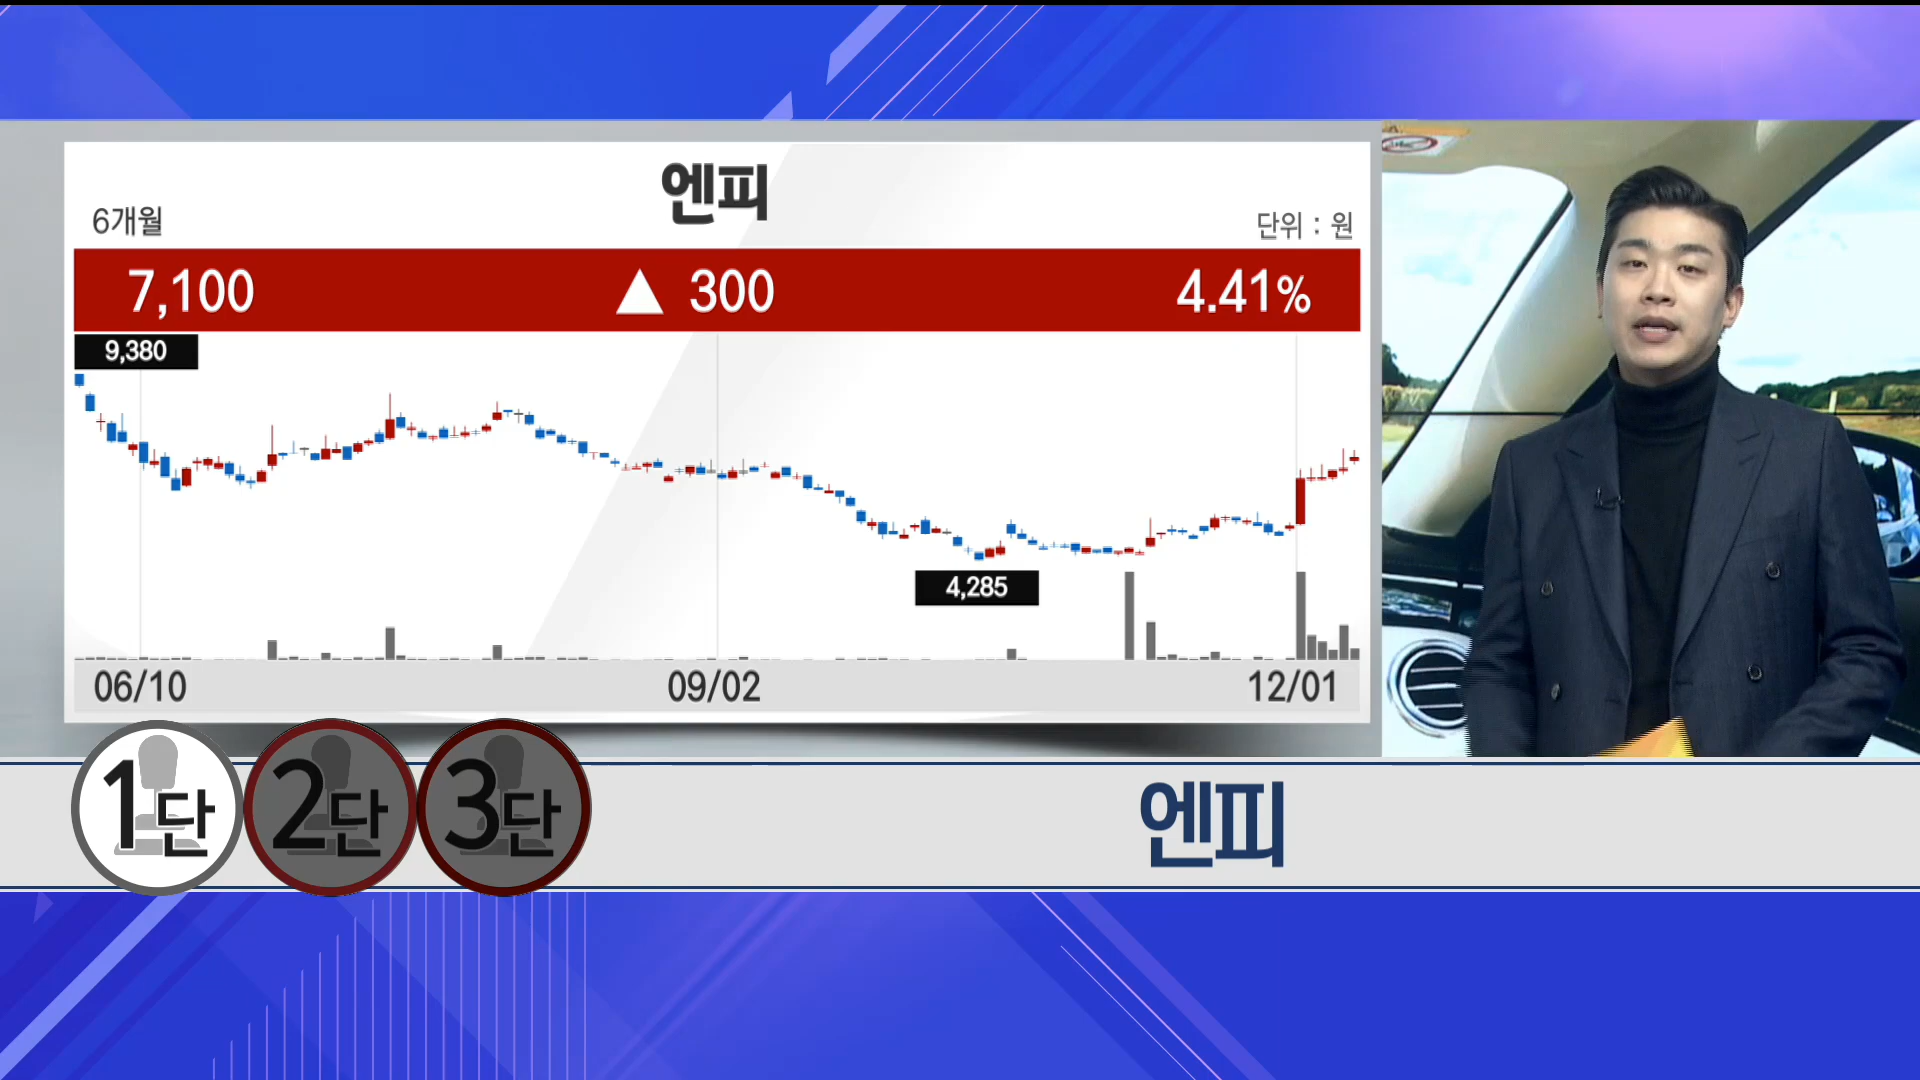 엔피
6개월
단위 : 원
7,100 ▲ 300 4.41%
9,380
4,285
06/10 09/02 12/01
1단 2단 3단
엔피